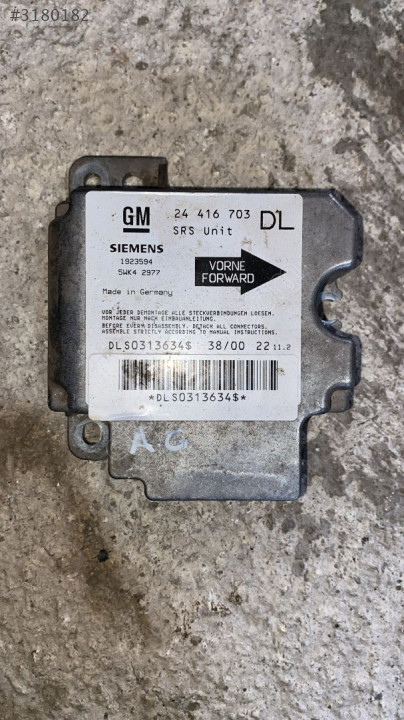 #3180182
GM 24 416 703 DL
SRS Unit
SIEMENS
1923594
5WK4 2977
VORNE
FORWARD
Made in Germany
VOR JEDER DEMONTAGE ALLE STECKVERBINDUNGEN LOESEN.
MONTAGE NUR NACH EINBAUANLEITUNG.
BEFORE EVERY DISASSEMBLY, DETACH ALL CONNECTORS.
ASSEMBLE STRICTLY ACCORDING TO MANUAL INSTRUCTIONS.
DLS0313634$ 38/00 22 11.2
*DLS0313634$*